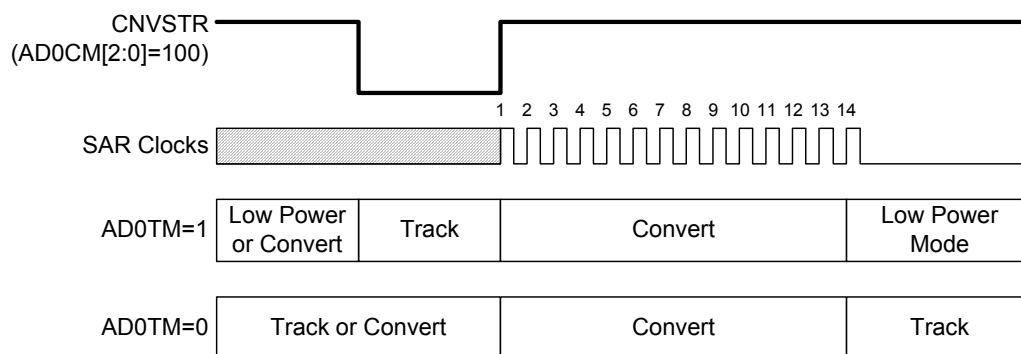 CNVSTR
(AD0CM[2:0]=100)
1 2 3 4 5 6 7 8 9 10 11 12 13 14
SAR Clocks
AD0TM=1
Low Power
or Convert
Track
Convert
Low Power
Mode
AD0TM=0
Track or Convert
Convert
Track